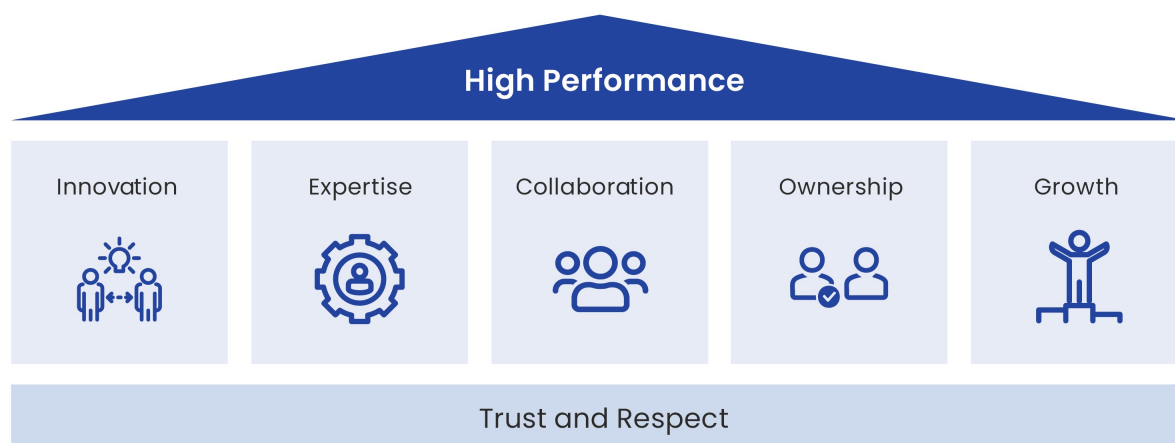 High Performance
Innovation
Expertise
Collaboration
Ownership
Growth
Trust and Respect